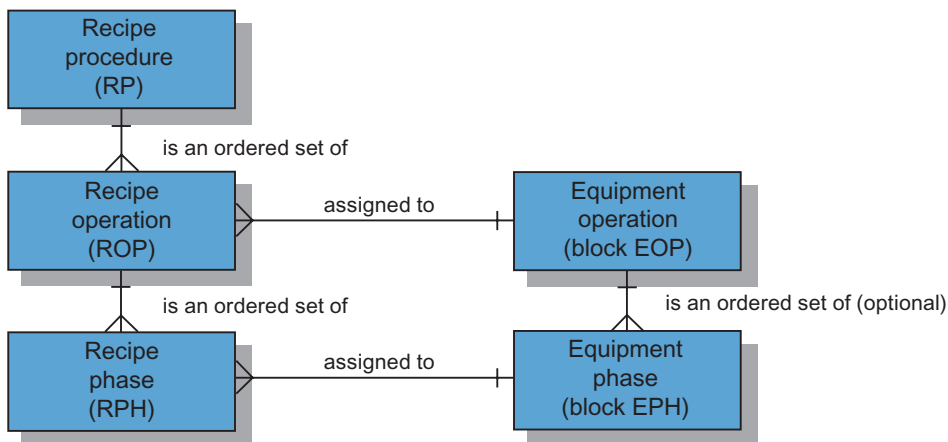 Recipe
procedure
(RP)
is an ordered set of
Recipe
operation
(ROP)
assigned to
Equipment
operation
(block EOP)
is an ordered set of
is an ordered set of (optional)
Recipe
phase
(RPH)
assigned to
Equipment
phase
(block EPH)